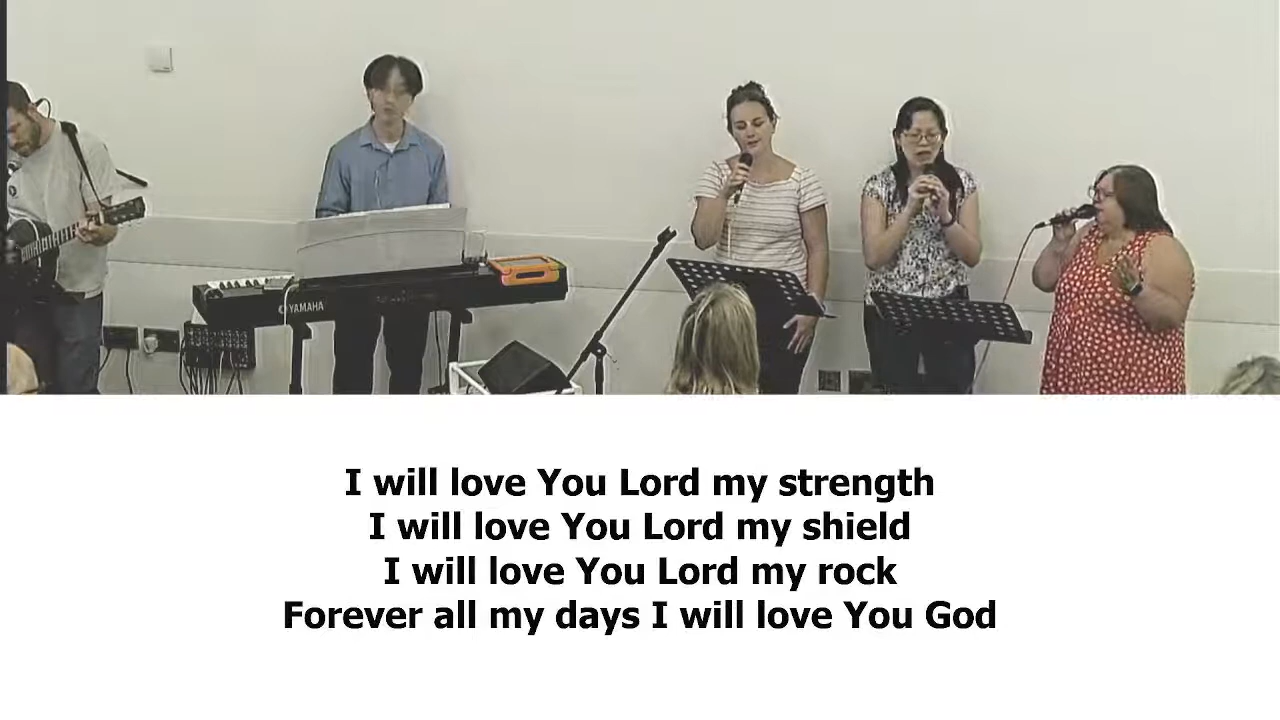 YAMAHA
I will love You Lord my strength
I will love You Lord my shield
I will love You Lord my rock
Forever all my days I will love You God